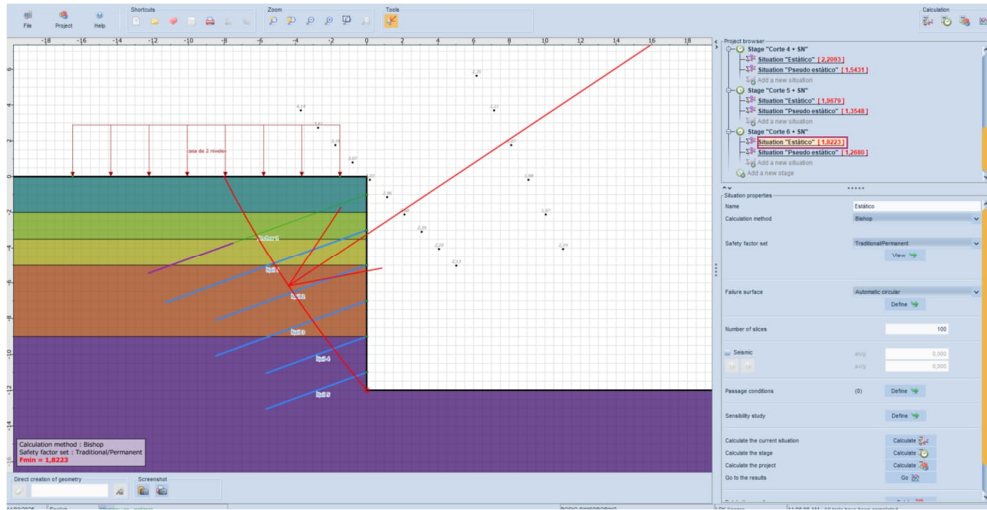 Shortcuts
Zoom
Tools
Calculation
File
Project
Help
-18 -16 -14 -12 -10 -8 -6 -4 -2 0 2 4 6 8 10 12 14 16 18
Project browser
Stage "Corte 4 + SN"
Situation "Estático" [ 2,2093 ]
Situation "Pseudo estático" [ 1,5431 ]
Add a new situation
Stage "Corte 5 + SN"
Situation "Estático" [ 1,9679 ]
Situation "Pseudo estático" [ 1,3548 ]
Add a new situation
Stage "Corte 6 + SN"
Situation "Estático" [ 1,8223 ]
Situation "Pseudo estático" [ 1,2680 ]
Add a new situation
Add a new stage
casa de 2 niveles
Situation properties
Name
Estático
Calculation method
Bishop
Safety factor set
Traditional/Permanent
View
Failure surface
Automatic circular
Define
Number of slices
100
Seismic
0,000
0,000
Passage conditions
(0)
Define
Sensibility study
Define
Calculate the current situation
Calculate
Calculate the stage
Calculate
Calculate the project
Calculate
Go to the results
Go
Calculation method : Bishop
Safety factor set : Traditional/Permanent
Fmin = 1,8223
Direct creation of geometry
Screenshot